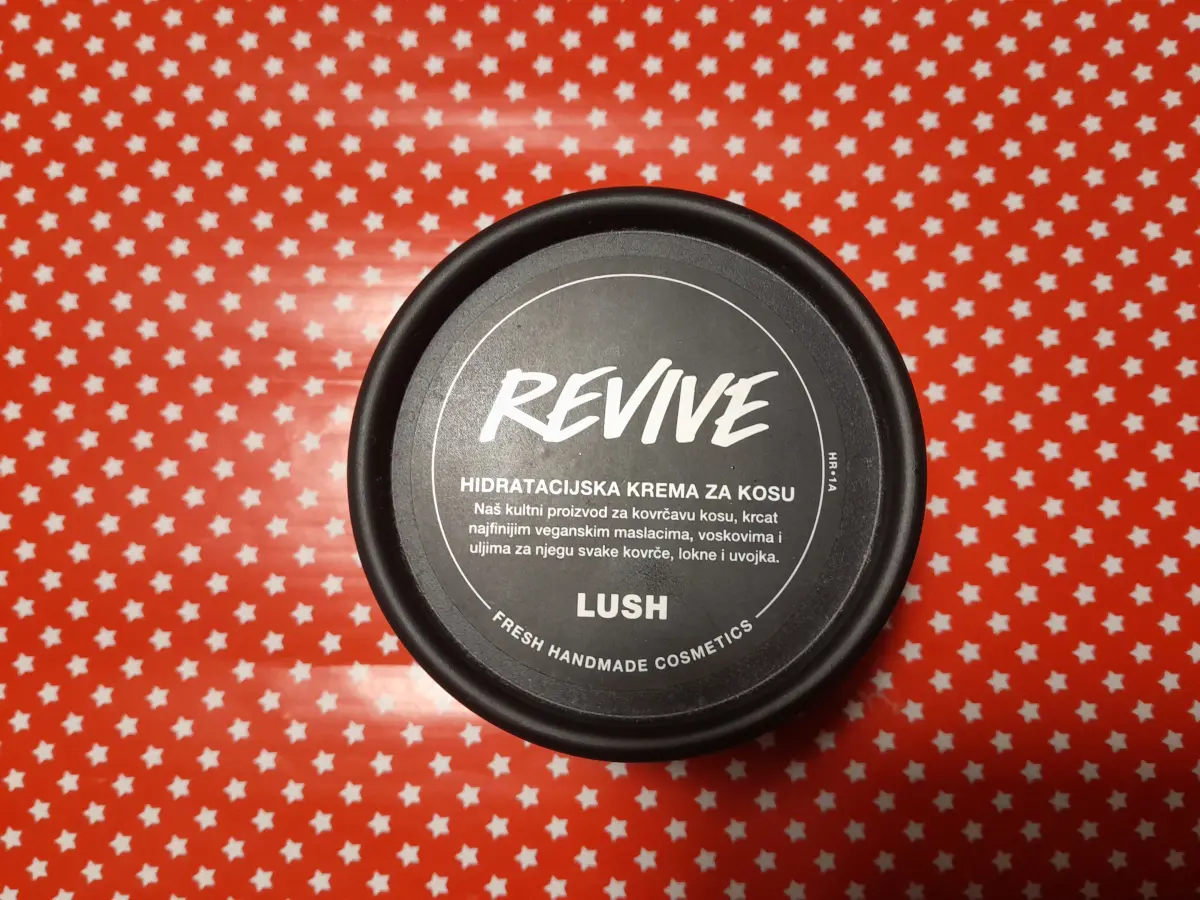 REVIVE
HIDRATACIJSKA KREMA ZA KOSU
Naš kultni proizvod za kovrčavu kosu, krcat
najfinijim veganskim maslacima, voskovima i
uljima za njegu svake kovrče, lokne i uvojka.
LUSH
FRESH HANDMADE COSMETICS
HR•1A